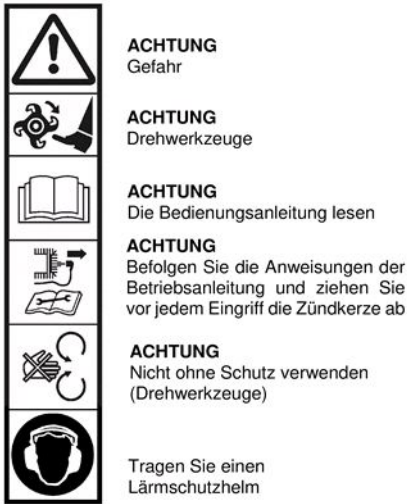 ACHTUNG
Gefahr
ACHTUNG
Drehwerkzeuge
ACHTUNG
Die Bedienungsanleitung lesen
ACHTUNG
Befolgen Sie die Anweisungen der
Betriebsanleitung und ziehen Sie
vor jedem Eingriff die Zündkerze ab
ACHTUNG
Nicht ohne Schutz verwenden
(Drehwerkzeuge)
Tragen Sie einen
Lärmschutzhelm